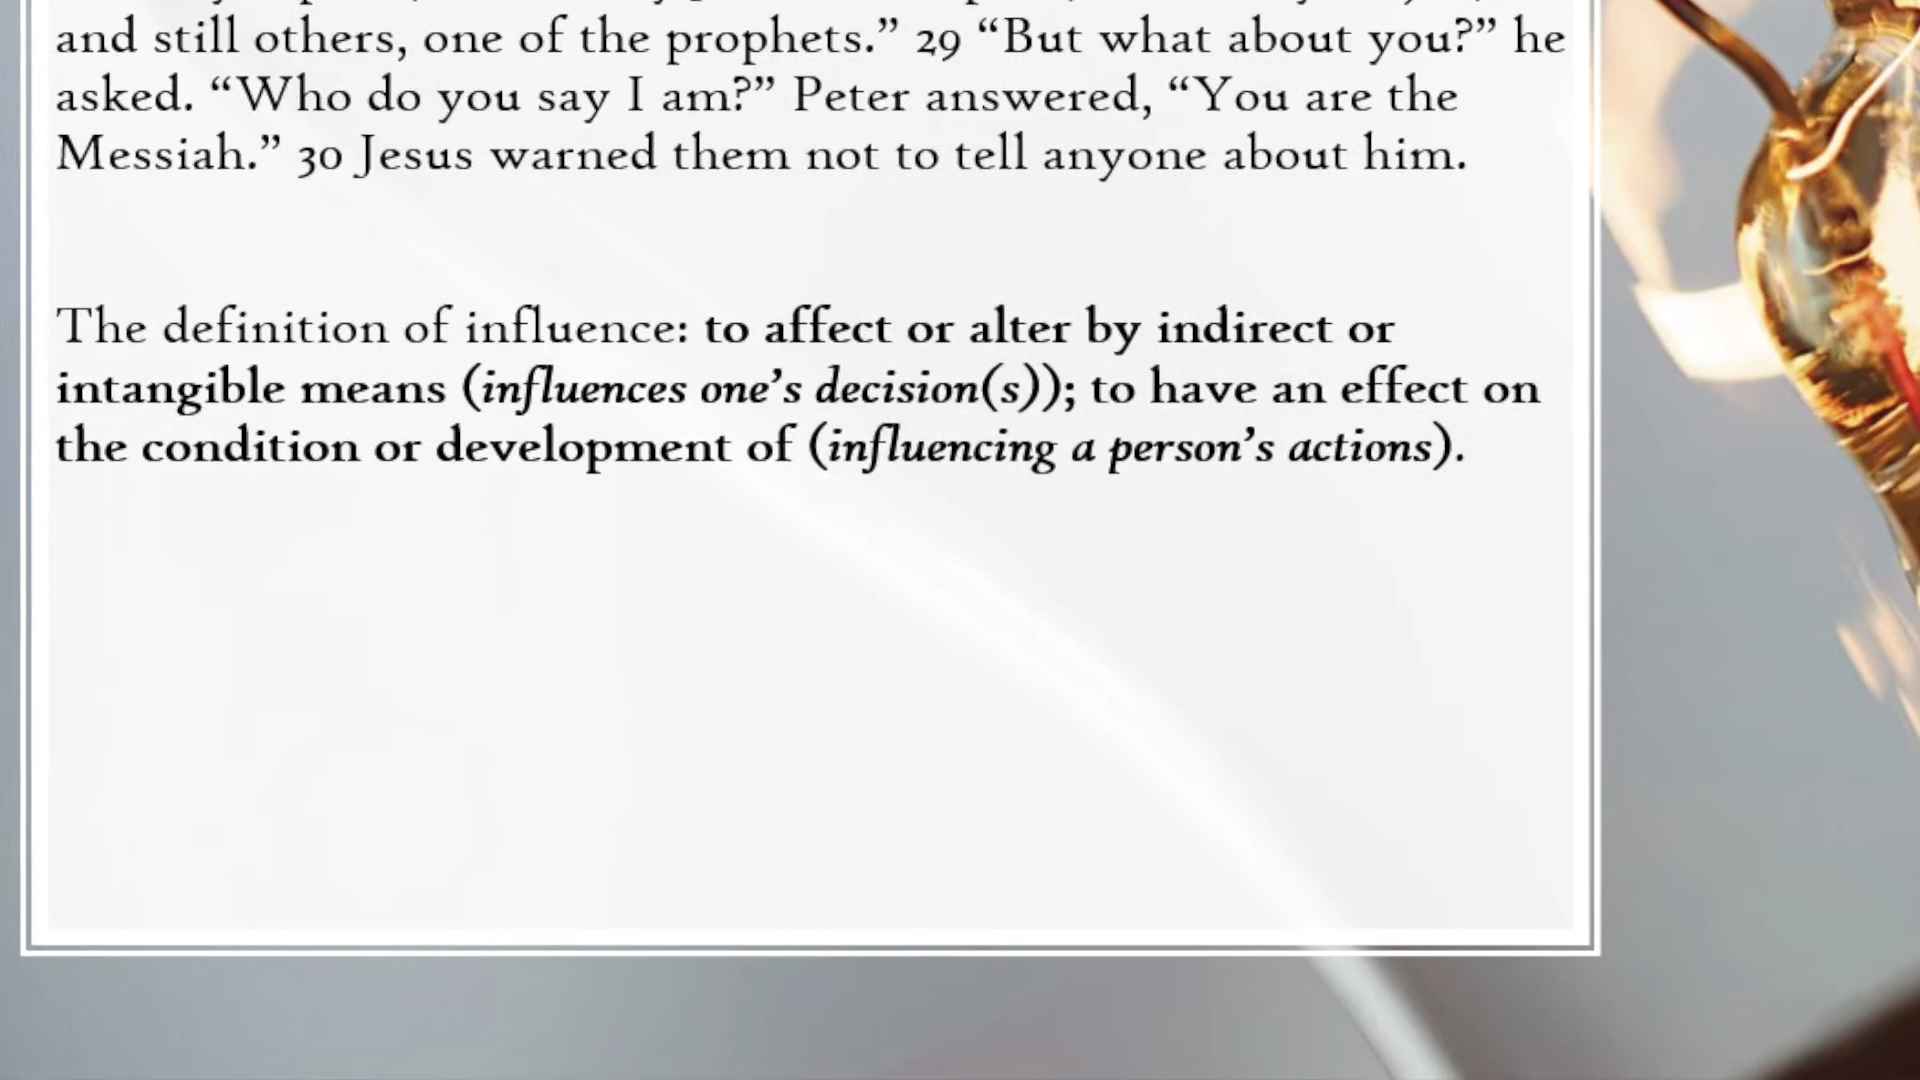 and still others, one of the prophets.” 29 “But what about you?” he
asked. “Who do you say I am?” Peter answered, “You are the
Messiah.” 30 Jesus warned them not to tell anyone about him.
The definition of influence: to affect or alter by indirect or
intangible means (influences one’s decision(s)); to have an effect on
the condition or development of (influencing a person’s actions).